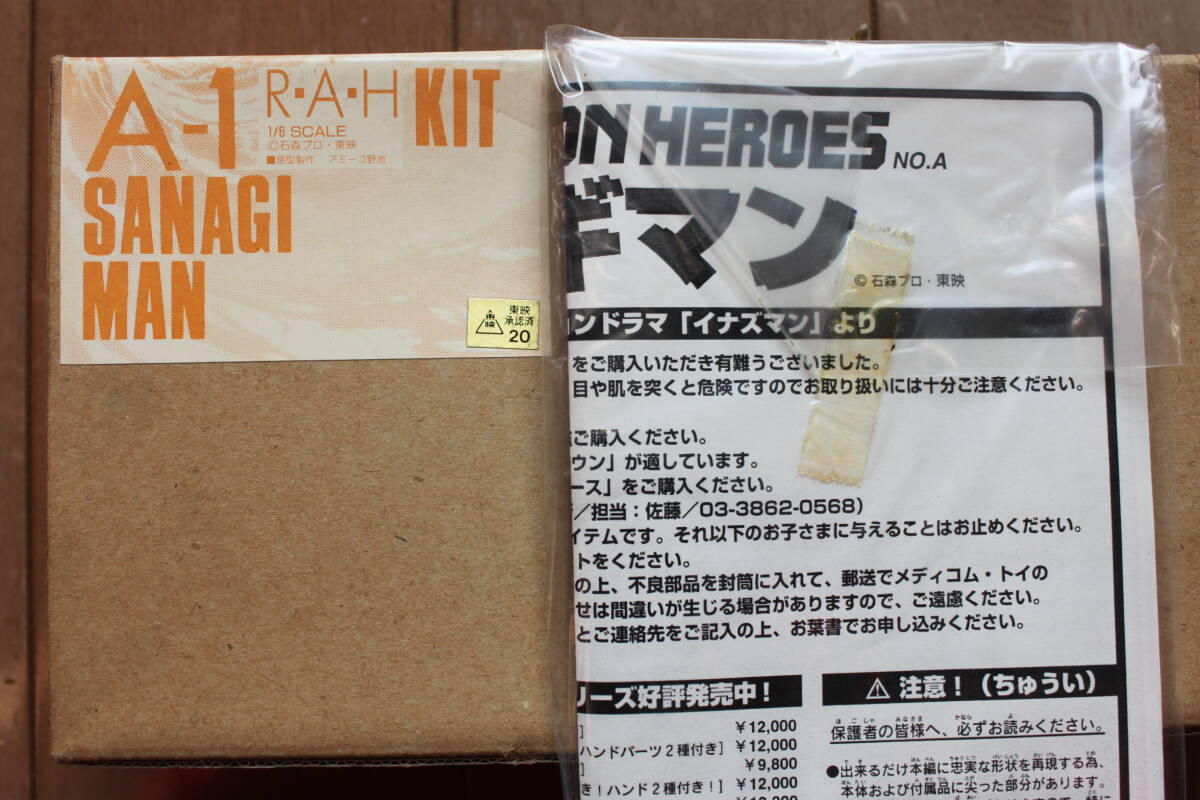 A-1
R・A・H KIT
1/6 SCALE
©石森プロ・東映
■原型製作 アミーゴ野池
SANAGI
MAN
東映
東映
承認済
20
ON HEROES NO.A
ドマン
© 石森プロ・東映
ョンドラマ「イナズマン」より
をご購入いただき有難うございました。
目や肌を突くと危険ですのでお取り扱いには十分ご注意ください。
ご購入ください。
ウン」が適しています。
ース」をご購入ください。
／担当：佐藤／03-3862-0568）
イテムです。それ以下のお子さまに与えることはお止めください。
トをください。
の上、不良部品を封筒に入れて、郵送でメディコム・トイの
せは間違いが生じる場合がありますので、ご遠慮ください。
とご連絡先をご記入の上、お葉書でお申し込みください。
リーズ好評発売中！
] ￥12,000
ハンドパーツ2種付き] ￥12,000
] ￥9,800
き！ハンド2種付き！] ￥12,000
⚠ 注意！（ちゅうい）
保護者の皆様へ、必ずお読みください。
●出来るだけ本編に忠実な形状を再現する為、
本体および付属品に尖った部分があります。